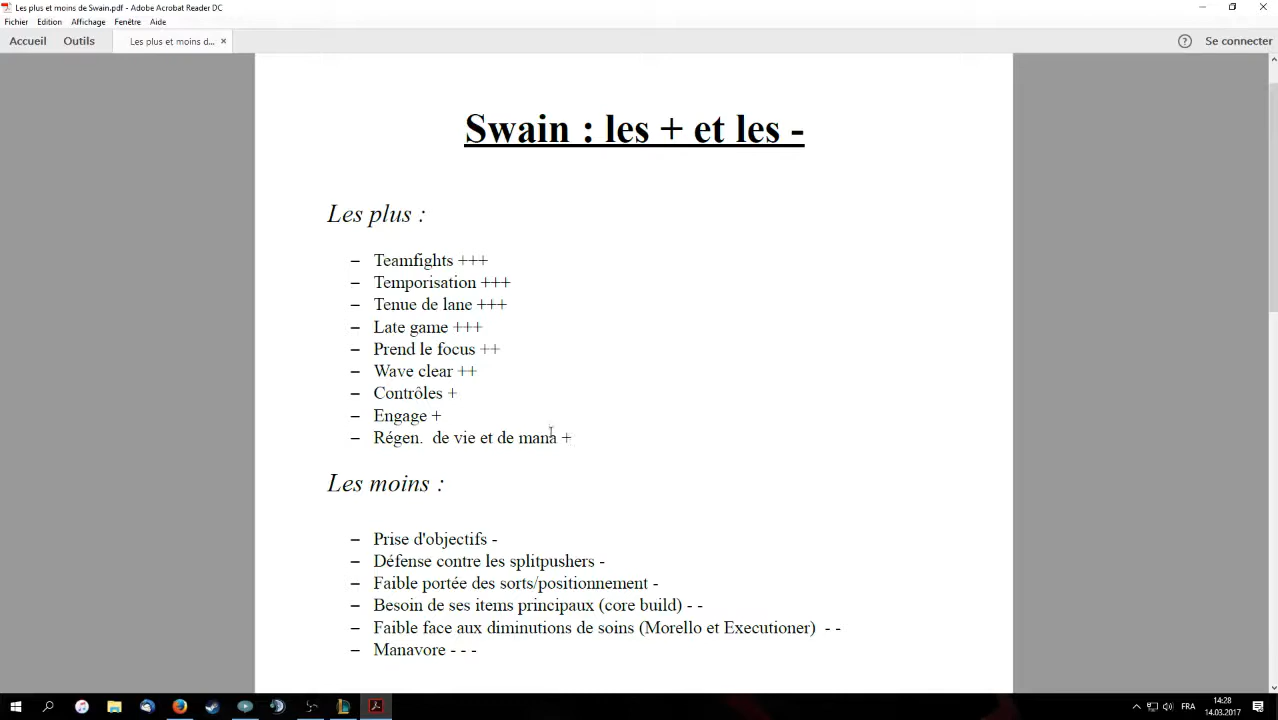 Les plus et moins de Swain.pdf - Adobe Acrobat Reader DC
Fichier Edition Affichage Fenêtre Aide
Accueil Outils Les plus et moins d... × ? Se connecter
Swain : les + et les -
Les plus :
– Teamfights +++
– Temporisation +++
– Tenue de lane +++
– Late game +++
– Prend le focus ++
– Wave clear ++
– Contrôles +
– Engage +
– Régen. de vie et de mana +
Les moins :
– Prise d'objectifs -
– Défense contre les splitpushers -
– Faible portée des sorts/positionnement -
– Besoin de ses items principaux (core build) - -
– Faible face aux diminutions de soins (Morello et Executioner) - -
– Manavore - - -
FRA 14:28
14.03.2017